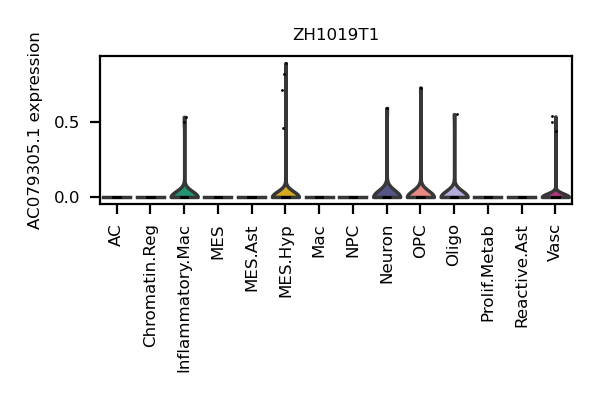 ZH1019T1
AC079305.1 expression
0.5
0.0
AC
Chromatin.Reg
Inflammatory.Mac
MES
MES.Ast
MES.Hyp
Mac
NPC
Neuron
OPC
Oligo
Prolif.Metab
Reactive.Ast
Vasc